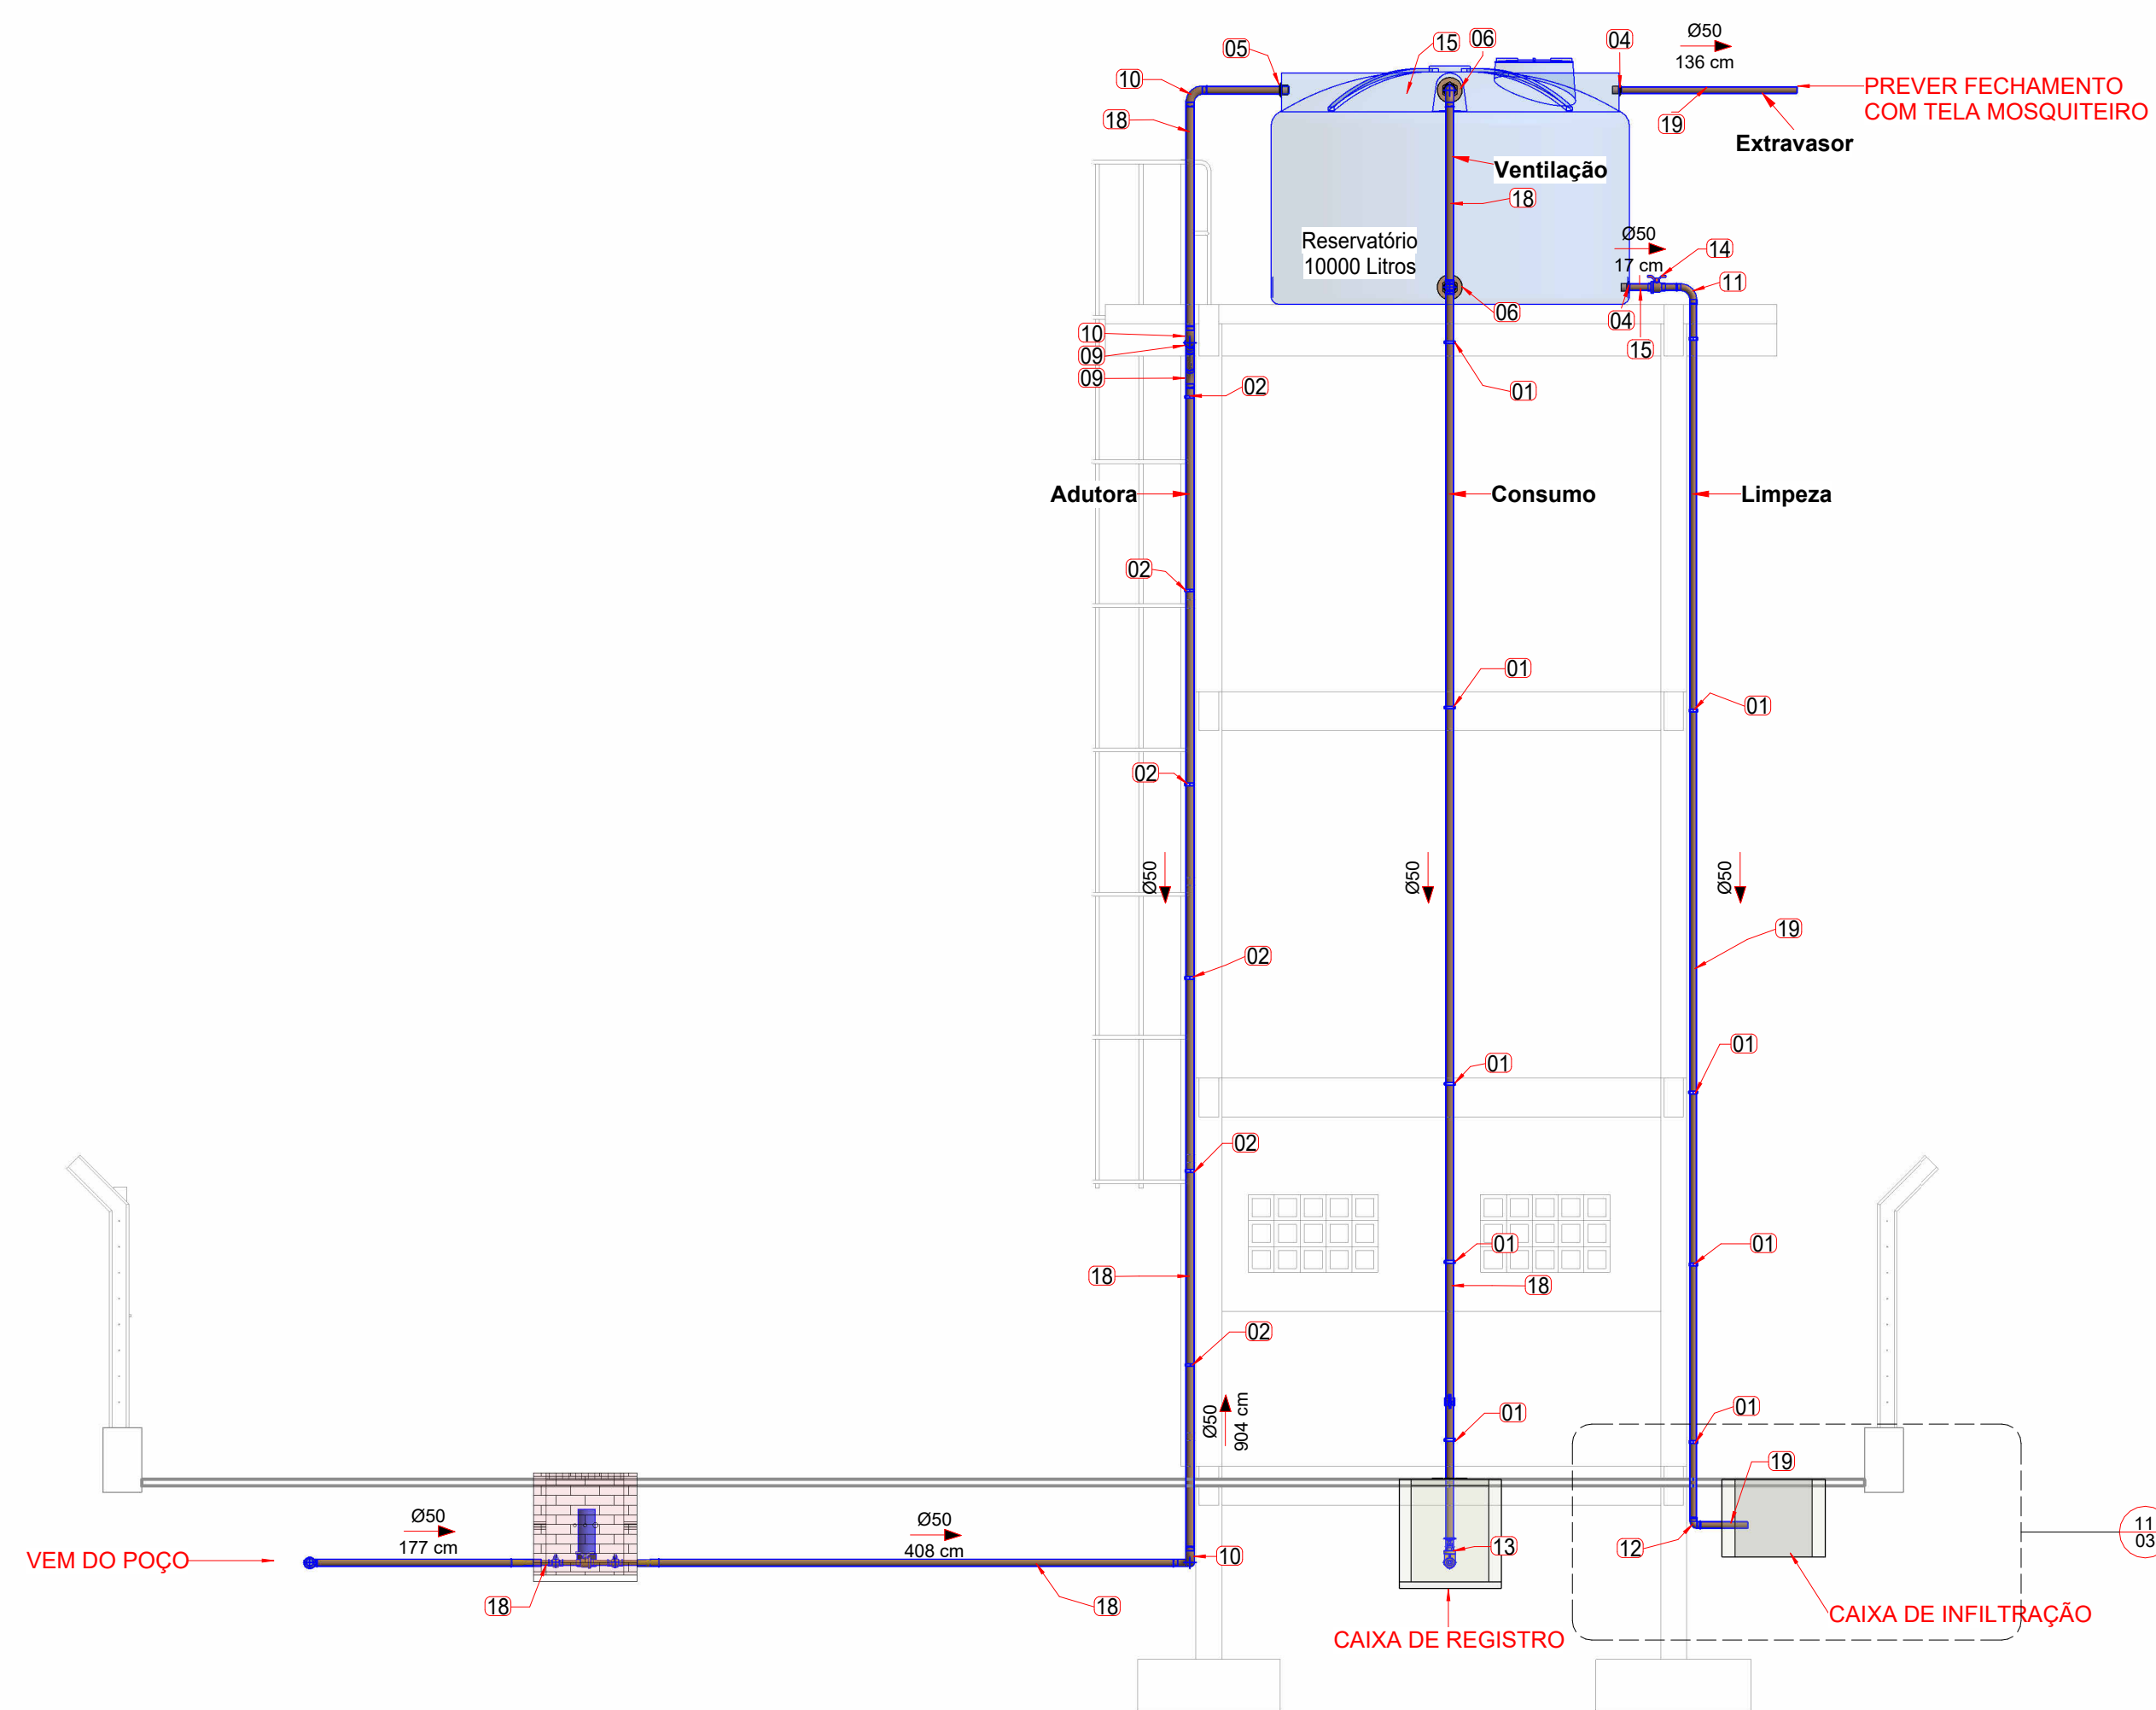 Ø50
136 cm
05
15
06
04
10
PREVER FECHAMENTO
COM TELA MOSQUITEIRO
18
19
Extravasor
Ventilação
18
Reservatório
10000 Litros
Ø50
17 cm
14
11
06
04
15
10
09
09
02
01
Adutora
Consumo
Limpeza
02
01
01
02
Ø50
Ø50
Ø50
19
02
01
01
02
01
01
18
18
02
Ø50
904 cm
01
01
19
Ø50
177 cm
Ø50
408 cm
11
03
VEM DO POÇO
10
13
12
18
18
CAIXA DE INFILTRAÇÃO
CAIXA DE REGISTRO